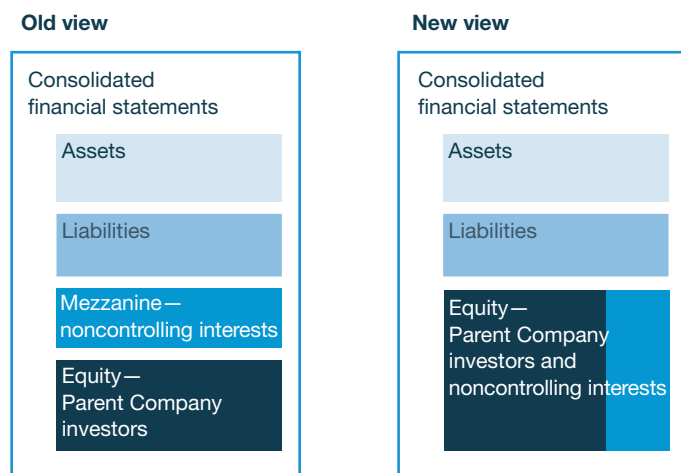 Old view
Consolidated
financial statements
Assets
Liabilities
Mezzanine—
noncontrolling interests
Equity—
Parent Company
investors
New view
Consolidated
financial statements
Assets
Liabilities
Equity—
Parent Company
investors and
noncontrolling interests